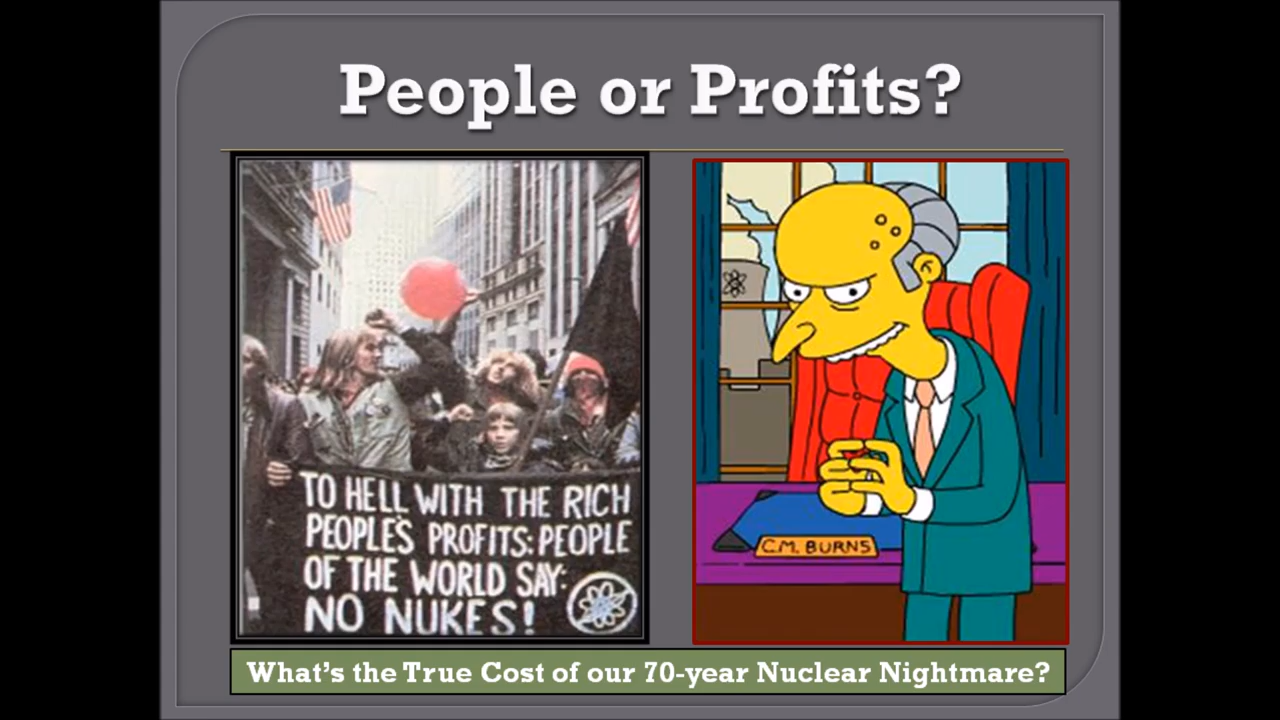 People or Profits?
TO HELL WITH THE RICH
PEOPLE'S PROFITS: PEOPLE
OF THE WORLD SAY:
NO NUKES!
C.M. BURNS
What's the True Cost of our 70-year Nuclear Nightmare?